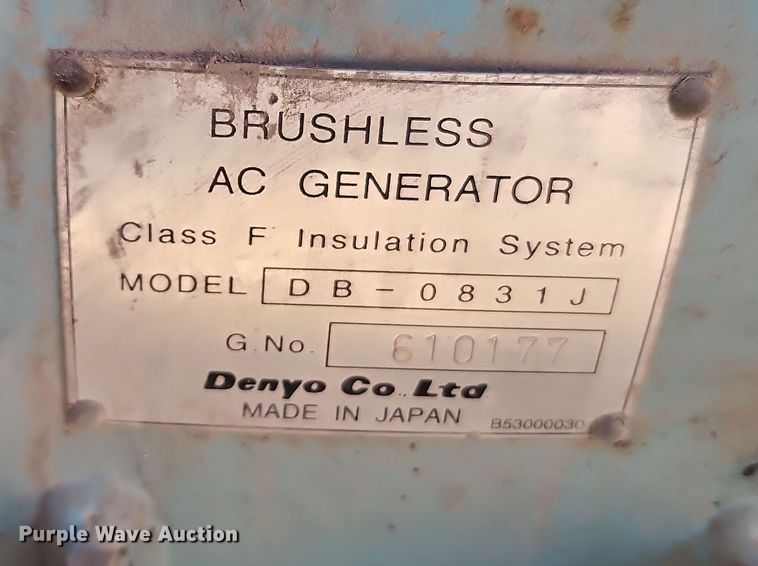 BRUSHLESS
AC GENERATOR
Class F Insulation System
MODEL DB-0831J
G.No. 610177
Denyo Co.,Ltd
MADE IN JAPAN B53000030
Purple Wave Auction